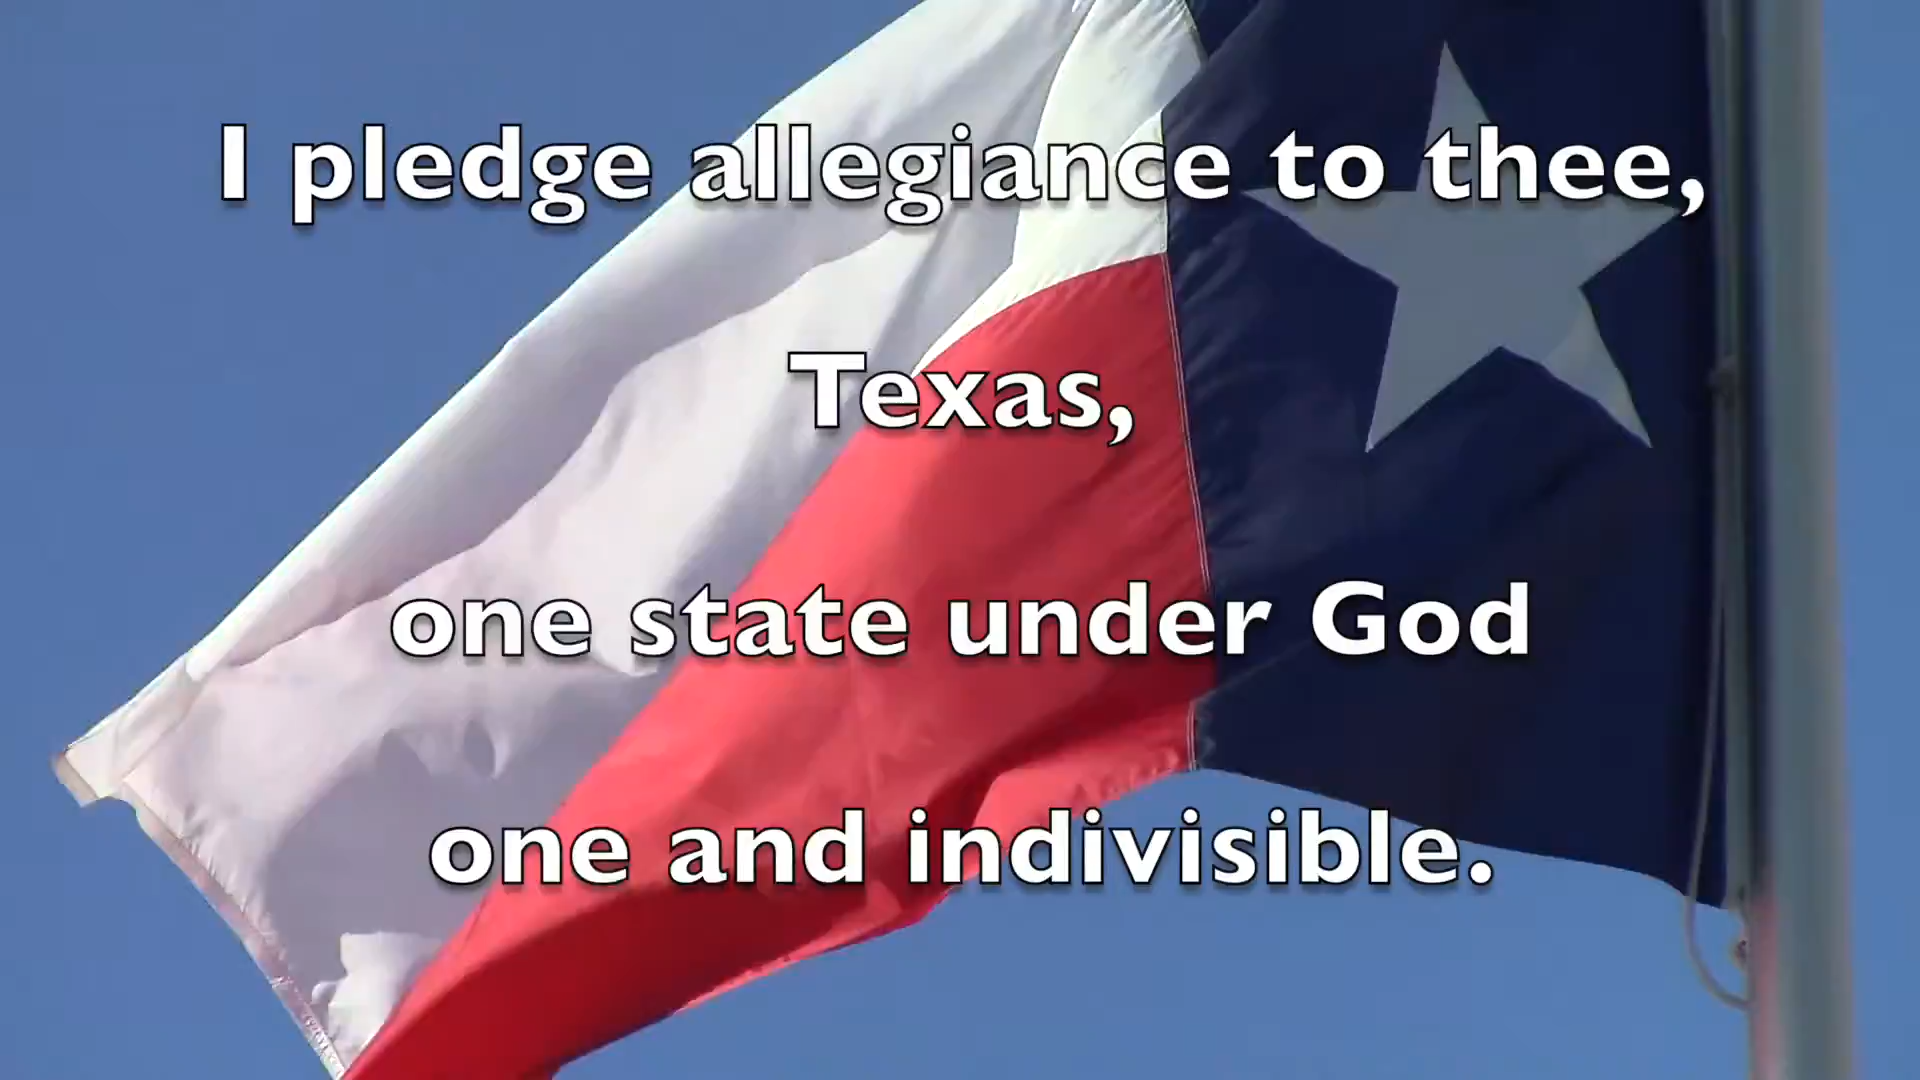 I pledge allegiance to thee,
Texas,
one state under God
one and indivisible.